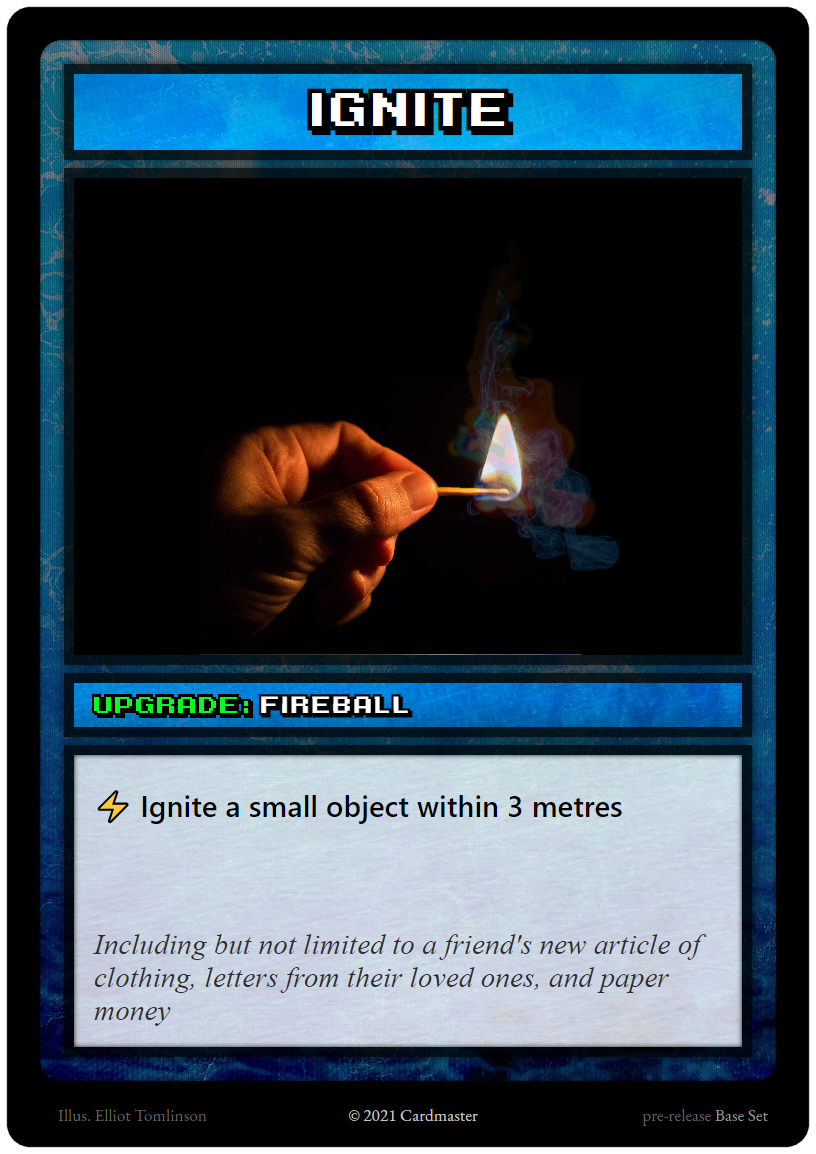 IGNITE
UPGRADE: FIREBALL
⚡ Ignite a small object within 3 metres
Including but not limited to a friend's new article of
clothing, letters from their loved ones, and paper
money
Illus. Elliot Tomlinson
© 2021 Cardmaster
pre-release Base Set